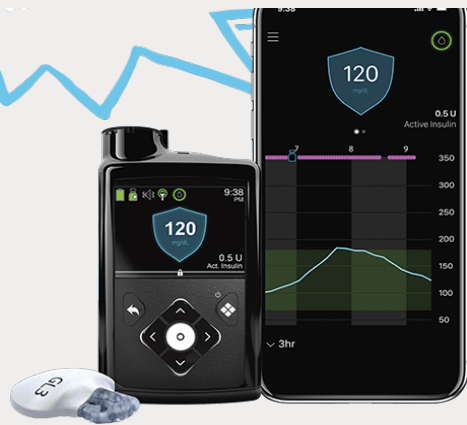 9:38
120
mg/dL
0.5 U
Active Insulin
7 8 9
350
300
250
200
150
100
50
3hr
9:38
PM
120
mg/dL
0.5 U
Act. Insulin
GL3